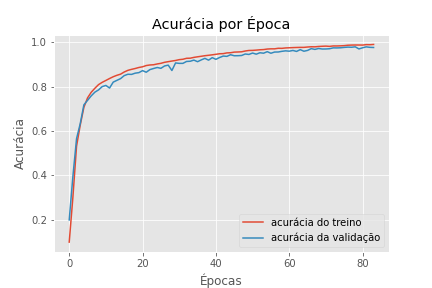 Acurácia por Época
1.0
0.8
0.6
0.4
0.2
Acurácia
0
20
40
60
80
Épocas
acurácia do treino
acurácia da validação